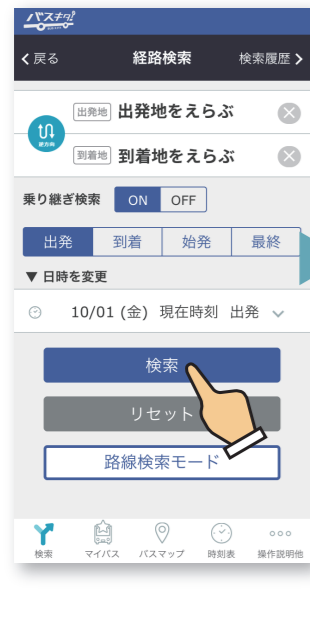 バスナビ
戻る 経路検索 検索履歴
出発地 出発地をえらぶ
逆方向
到着地 到着地をえらぶ
乗り継ぎ検索 ON OFF
出発 到着 始発 最終
▼ 日時を変更
10/01 (金) 現在時刻 出発
検索
リセット
路線検索モード
検索 マイバス バスマップ 時刻表 操作説明他